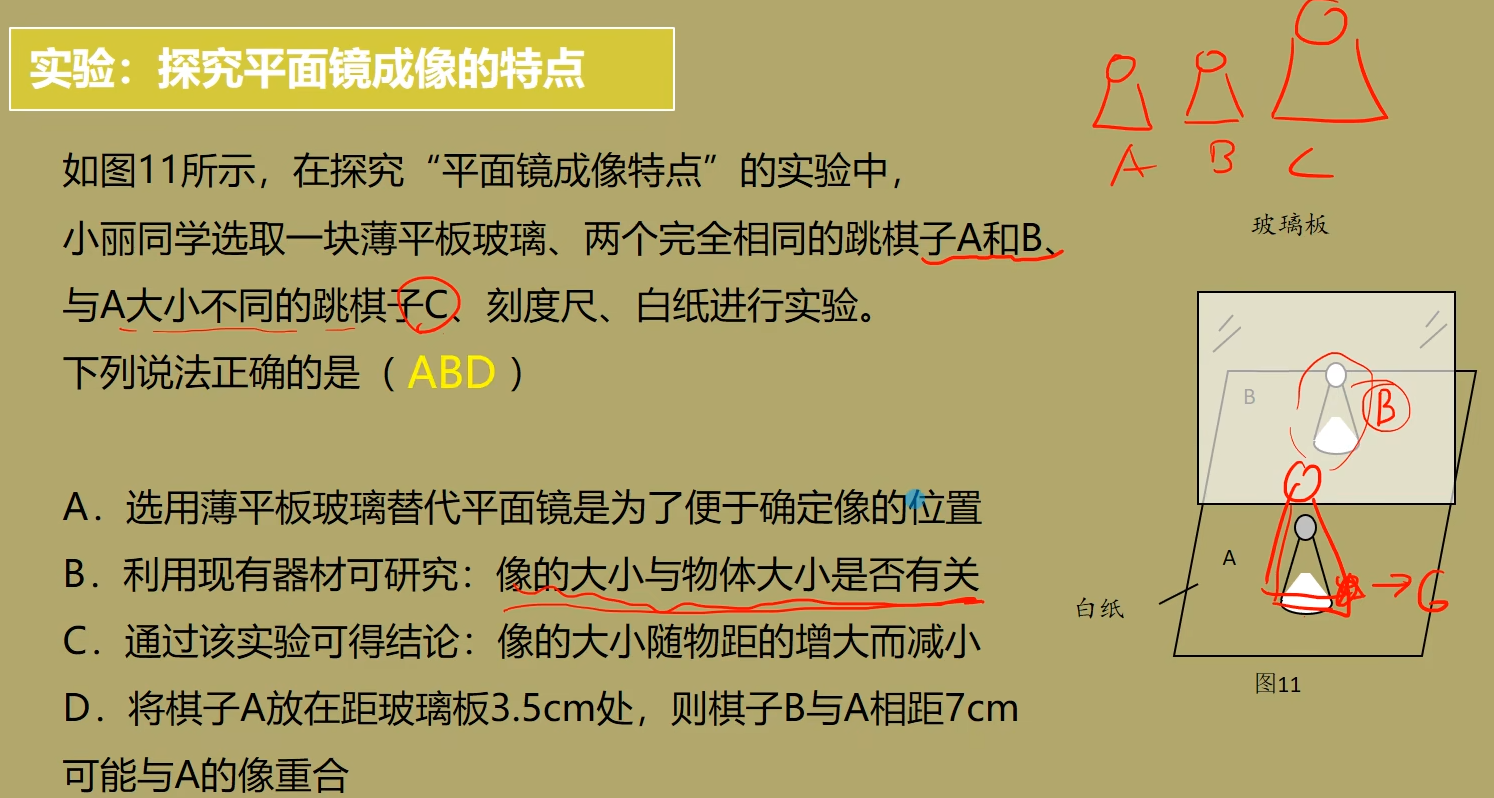 实验：探究平面镜成像的特点
如图11所示，在探究“平面镜成像特点”的实验中，
小丽同学选取一块薄平板玻璃、两个完全相同的跳棋子A和B、
与A大小不同的跳棋子C、刻度尺、白纸进行实验。
下列说法正确的是（ ABD ）
A．选用薄平板玻璃替代平面镜是为了便于确定像的位置
B．利用现有器材可研究：像的大小与物体大小是否有关
C．通过该实验可得结论：像的大小随物距的增大而减小
D．将棋子A放在距玻璃板3.5cm处，则棋子B与A相距7cm
可能与A的像重合
A B C
玻璃板
B
B
A
白纸
图11